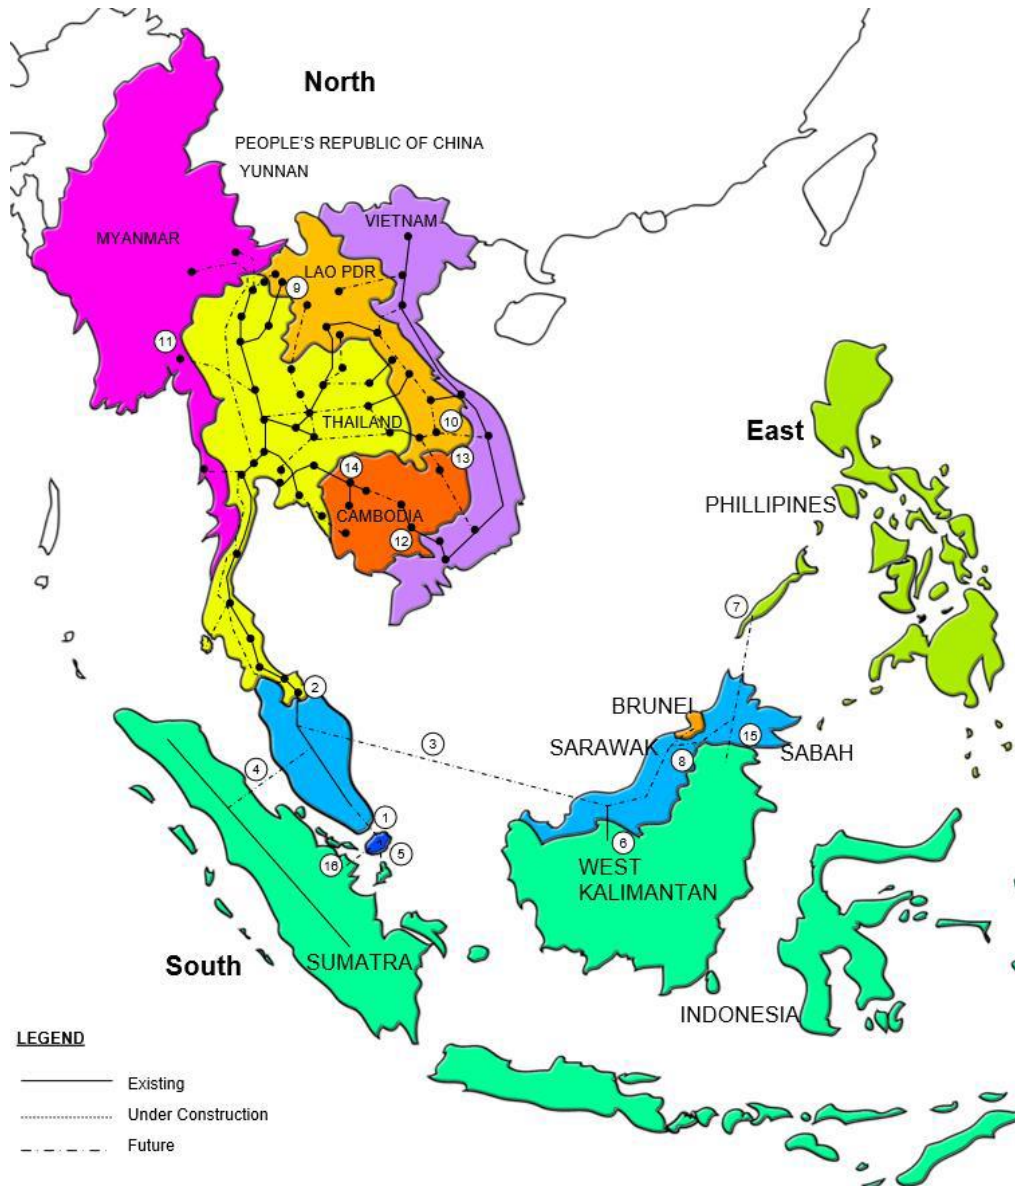 North
PEOPLE'S REPUBLIC OF CHINA
YUNNAN
VIETNAM
MYANMAR
LAO PDR
9
11
THAILAND
10
East
13
14
PHILLIPINES
CAMBODIA
12
7
2
BRUNEI
3
SARAWAK
15
SABAH
8
4
1
5
6
16
WEST
KALIMANTAN
South
SUMATRA
INDONESIA
LEGEND
Existing
Under Construction
Future